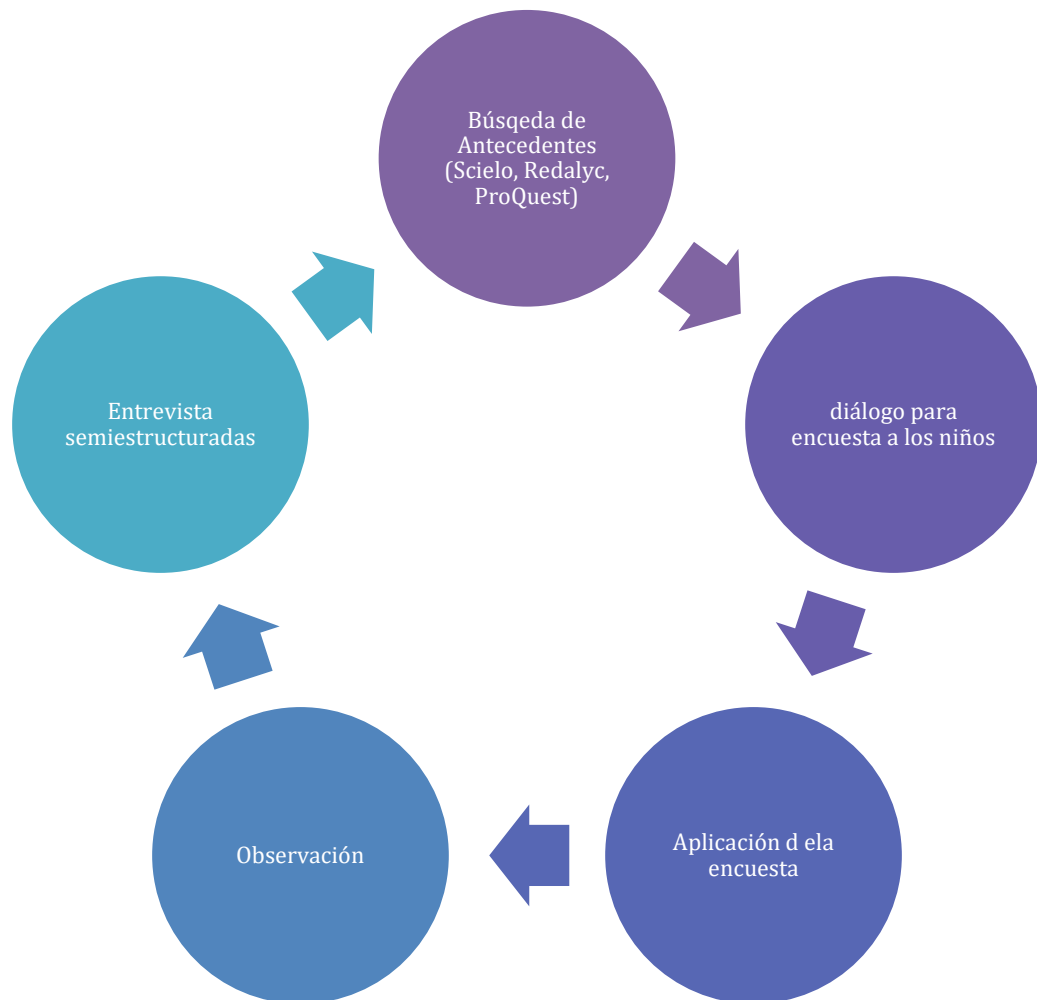 Búsqeda de
Antecedentes
(Scielo, Redalyc,
ProQuest)
diálogo para
encuesta a los niños
Aplicación d ela
encuesta
Observación
Entrevista
semiestructuradas